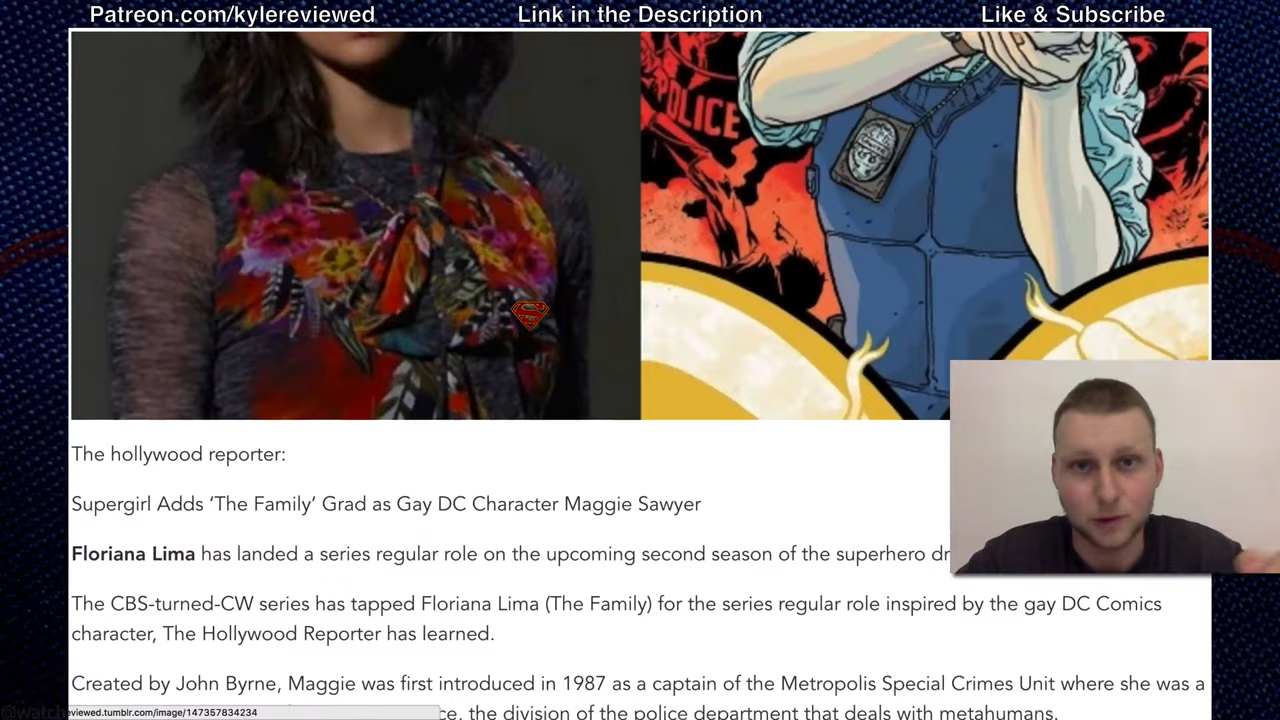 Patreon.com/kylereviewed
Link in the Description
Like & Subscribe
POLICE
The hollywood reporter:
Supergirl Adds ‘The Family’ Grad as Gay DC Character Maggie Sawyer
Floriana Lima has landed a series regular role on the upcoming second season of the superhero dr
The CBS-turned-CW series has tapped Floriana Lima (The Family) for the series regular role inspired by the gay DC Comics
character, The Hollywood Reporter has learned.
Created by John Byrne, Maggie was first introduced in 1987 as a captain of the Metropolis Special Crimes Unit where she was a
ce, the division of the police department that deals with metahumans.
eviewed.tumblr.com/image/147357834234